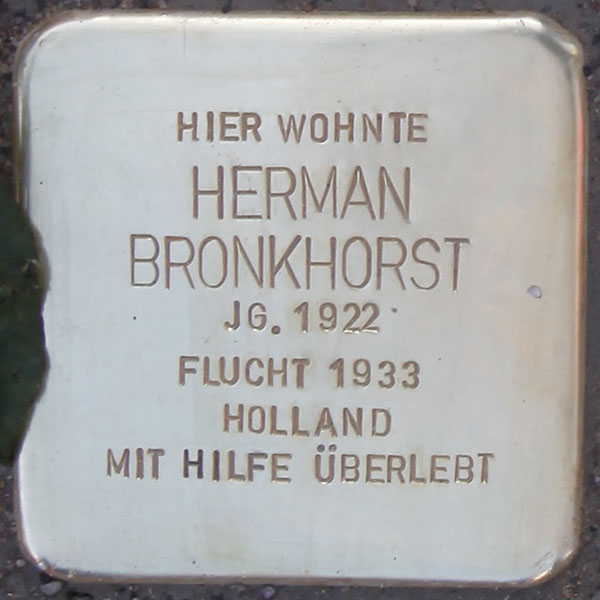 HIER WOHNTE
HERMAN
BRONKHORST
JG. 1922
FLUCHT 1933
HOLLAND
MIT HILFE ÜBERLEBT